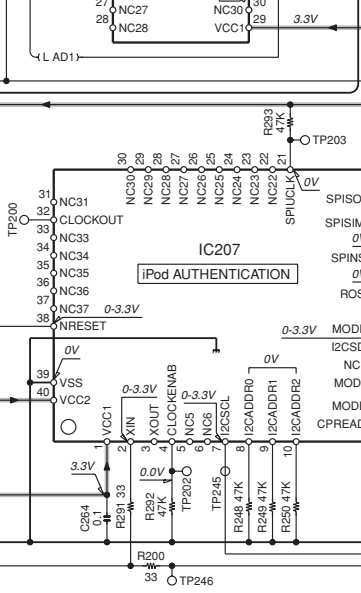 27
NC27
28
NC28
30
NC30
29
VCC1
3.3V
(L AD1)
R293
47K
TP203
0V
30
29
28
27
26
25
24
23
22
21
NC30
NC29
NC28
NC27
NC26
NC25
NC24
NC23
NC22
SPIUCLK
TP200
31
NC31
32
CLOCKOUT
33
NC33
34
NC34
35
NC35
36
NC36
37
NC37
38
NRESET
0-3.3V
39
VSS
0V
40
VCC2
IC207
iPod AUTHENTICATION
SPISO
SPISIM
0V
SPINS
0V
ROS
0-3.3V
MODE
I2CSD
NC
MOD
MODE
CPREAD
0-3.3V
0-3.3V
0V
VCC1
XIN
XOUT
CLOCKENAB
NC5
NC6
I2CSCL
I2CADDR0
I2CADDR1
I2CADDR2
1
2
3
4
5
6
7
8
9
10
3.3V
0.0V
C264
0.1
R291 33
R292
47K
TP202
TP245
R248 47K
R249 47K
R250 47K
R200
33
TP246